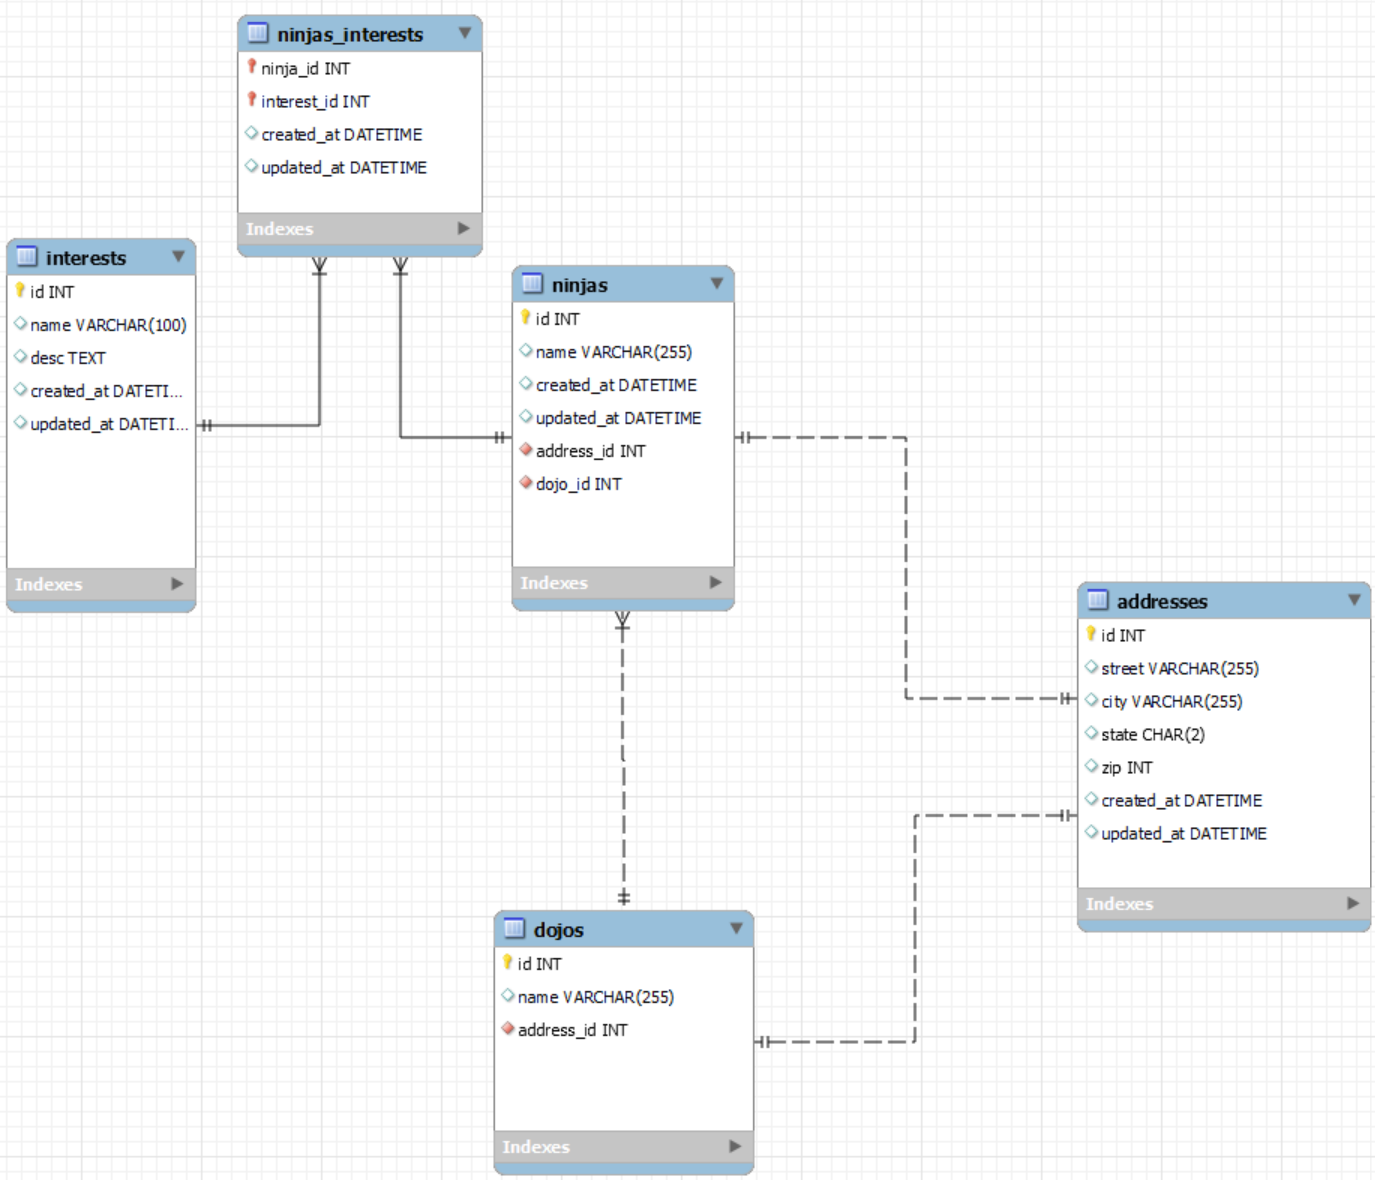 ninjas_interests
ninja_id INT
interest_id INT
created_at DATETIME
updated_at DATETIME
Indexes
interests
id INT
name VARCHAR(100)
desc TEXT
created_at DATETI...
updated_at DATETI...
Indexes
ninjas
id INT
name VARCHAR(255)
created_at DATETIME
updated_at DATETIME
address_id INT
dojo_id INT
Indexes
addresses
id INT
street VARCHAR(255)
city VARCHAR(255)
state CHAR(2)
zip INT
created_at DATETIME
updated_at DATETIME
Indexes
dojos
id INT
name VARCHAR(255)
address_id INT
Indexes